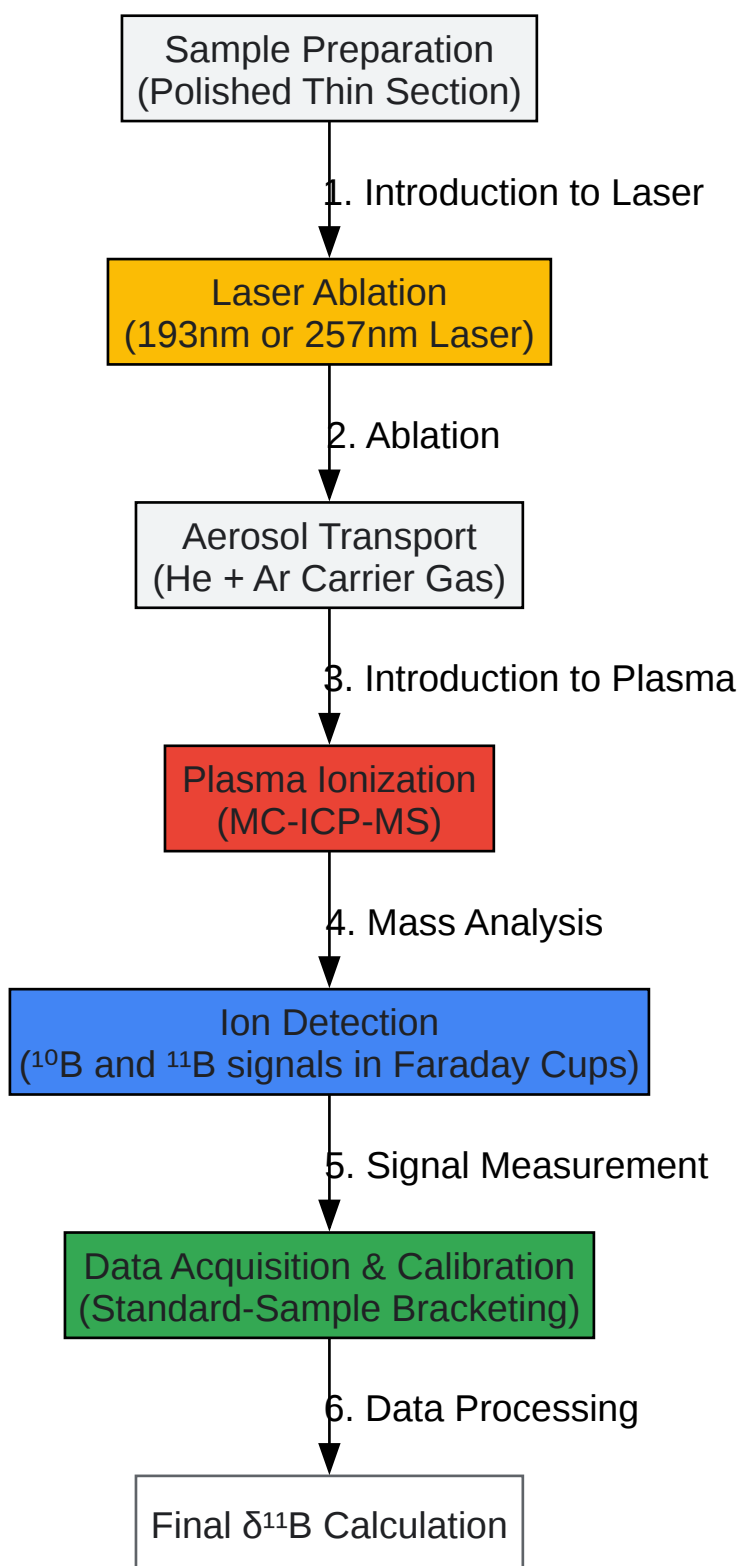 Sample Preparation
(Polished Thin Section)
1. Introduction to Laser
Laser Ablation
(193nm or 257nm Laser)
2. Ablation
Aerosol Transport
(He + Ar Carrier Gas)
3. Introduction to Plasma
Plasma Ionization
(MC-ICP-MS)
4. Mass Analysis
Ion Detection
(¹⁰B and ¹¹B signals in Faraday Cups)
5. Signal Measurement
Data Acquisition & Calibration
(Standard-Sample Bracketing)
6. Data Processing
Final δ¹¹B Calculation